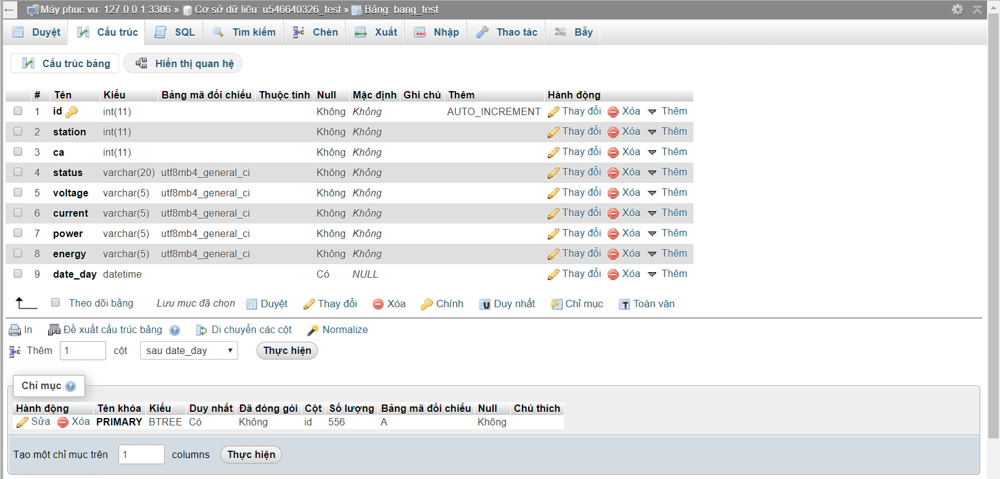 Máy phục vụ: 127.0.0.1:3306 » Cơ sở dữ liệu: u546640326_test » Bảng: bang_test
Duyệt Cấu trúc SQL Tìm kiếm Chèn Xuất Nhập Thao tác Bẫy
Cấu trúc bảng Hiển thị quan hệ
# Tên Kiểu Bảng mã đối chiếu Thuộc tính Null Mặc định Ghi chú Thêm Hành động
1 id int(11) Không Không AUTO_INCREMENT Thay đổi Xóa Thêm
2 station int(11) Không Không Thay đổi Xóa Thêm
3 ca int(11) Không Không Thay đổi Xóa Thêm
4 status varchar(20) utf8mb4_general_ci Không Không Thay đổi Xóa Thêm
5 voltage varchar(5) utf8mb4_general_ci Không Không Thay đổi Xóa Thêm
6 current varchar(5) utf8mb4_general_ci Không Không Thay đổi Xóa Thêm
7 power varchar(5) utf8mb4_general_ci Không Không Thay đổi Xóa Thêm
8 energy varchar(5) utf8mb4_general_ci Không Không Thay đổi Xóa Thêm
9 date_day datetime Có NULL Thay đổi Xóa Thêm
Theo dõi bảng Lưu mục đã chọn Duyệt Thay đổi Xóa Chính Duy nhất Chỉ mục Toàn văn
In Đề xuất cấu trúc bảng Di chuyển các cột Normalize
Thêm 1 cột sau date_day Thực hiện
Chỉ mục
Hành động Tên khóa Kiểu Duy nhất Đã đóng gói Cột Số lượng Bảng mã đối chiếu Null Chú thích
Sửa Xóa PRIMARY BTREE Có Không id 556 A Không
Tạo một chỉ mục trên 1 columns Thực hiện